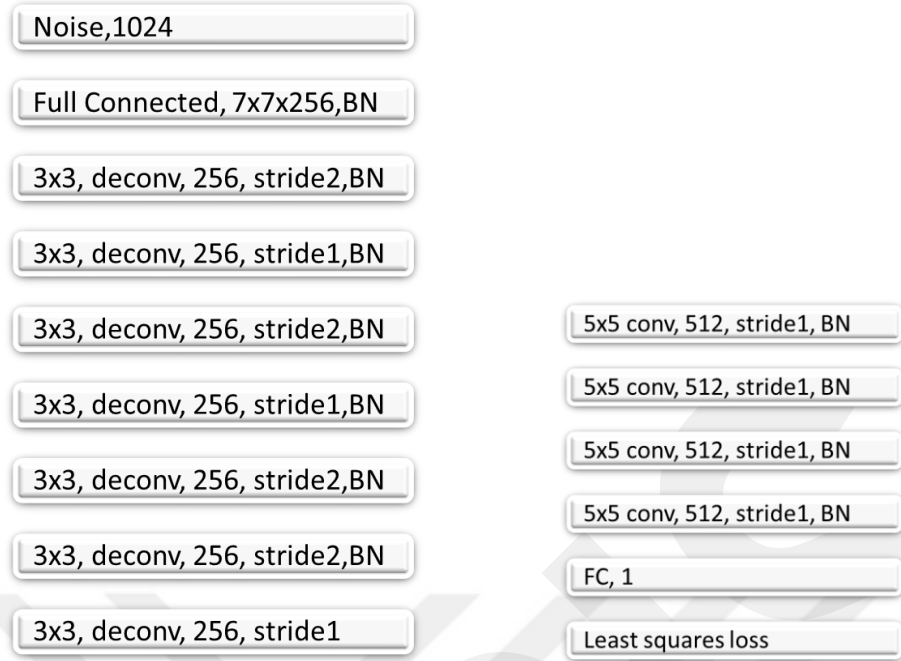 Noise,1024
Full Connected, 7x7x256,BN
3x3, deconv, 256, stride2,BN
3x3, deconv, 256, stride1,BN
3x3, deconv, 256, stride2,BN
3x3, deconv, 256, stride1,BN
3x3, deconv, 256, stride2,BN
3x3, deconv, 256, stride2,BN
3x3, deconv, 256, stride1
5x5 conv, 512, stride1, BN
5x5 conv, 512, stride1, BN
5x5 conv, 512, stride1, BN
5x5 conv, 512, stride1, BN
FC, 1
Least squares loss